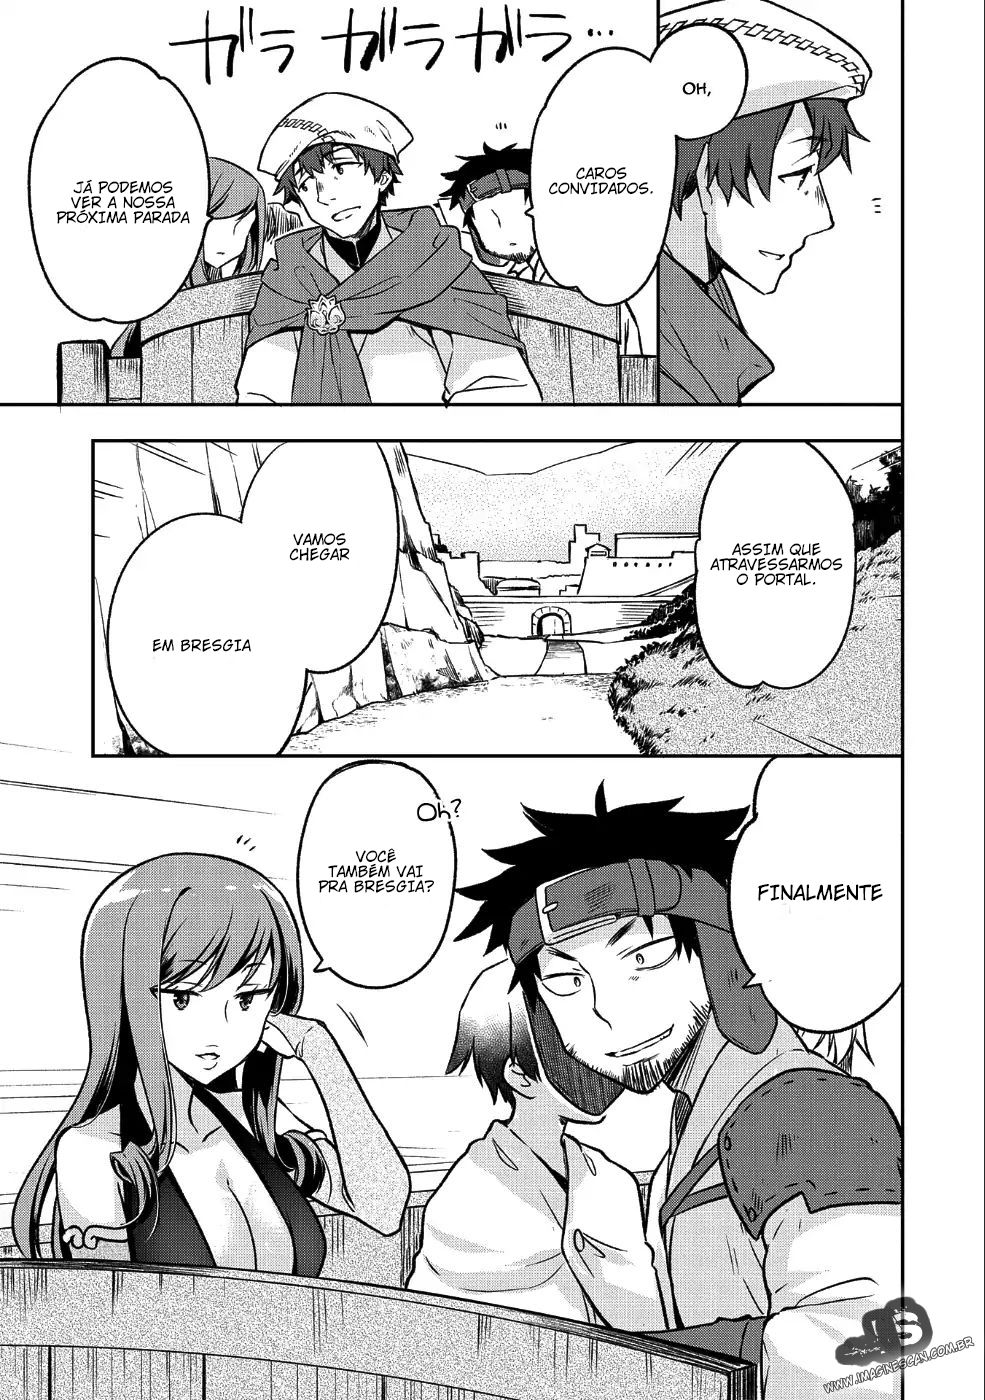 ガラガラガラ…
OH,
CAROS
CONVIDADOS.
JÁ PODEMOS
VER A NOSSA
PRÓXIMA PARADA
ASSIM QUE
ATRAVESSARMOS
O PORTAL.
VAMOS
CHEGAR
EM BRESGIA
FINALMENTE
Oh?
VOCÊ
TAMBÉM VAI
PRA BRESGIA?
IS
WWW.IMAGINESCAN.COM.BR